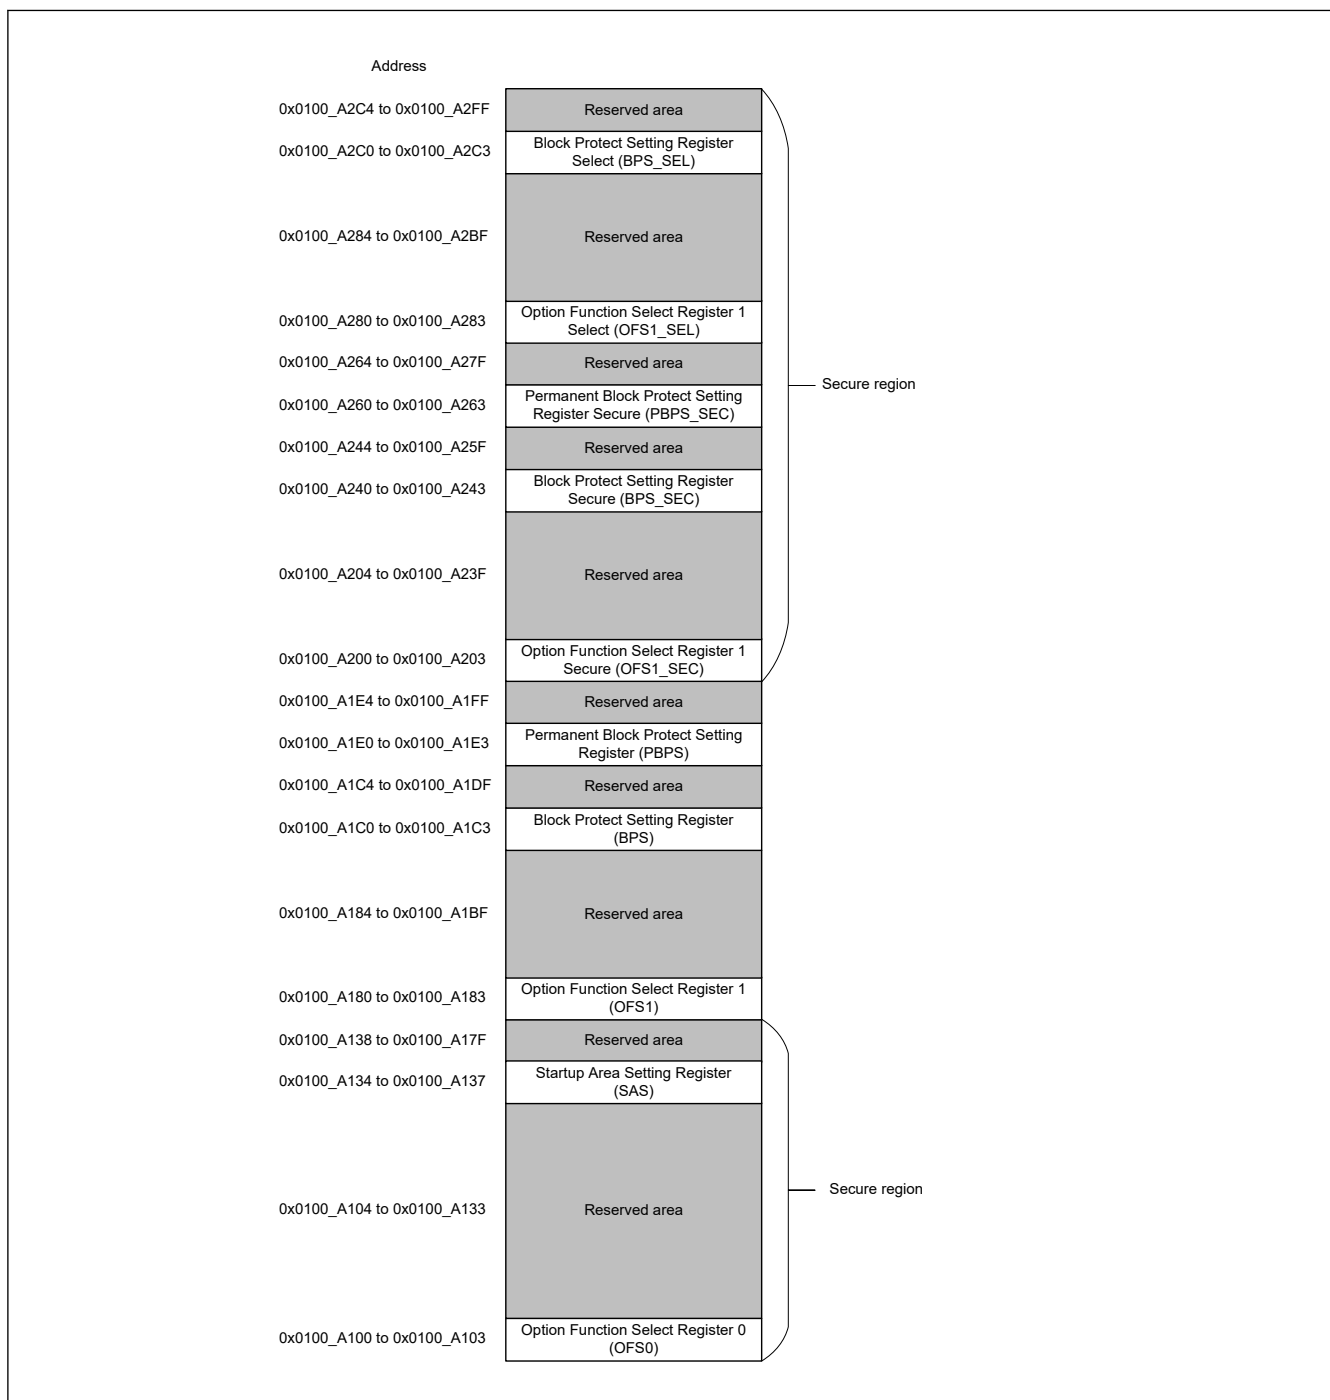 Address
0x0100_A2C4 to 0x0100_A2FF
Reserved area
0x0100_A2C0 to 0x0100_A2C3
Block Protect Setting Register
Select (BPS_SEL)
0x0100_A284 to 0x0100_A2BF
Reserved area
0x0100_A280 to 0x0100_A283
Option Function Select Register 1
Select (OFS1_SEL)
0x0100_A264 to 0x0100_A27F
Reserved area
Secure region
0x0100_A260 to 0x0100_A263
Permanent Block Protect Setting
Register Secure (PBPS_SEC)
0x0100_A244 to 0x0100_A25F
Reserved area
0x0100_A240 to 0x0100_A243
Block Protect Setting Register
Secure (BPS_SEC)
0x0100_A204 to 0x0100_A23F
Reserved area
0x0100_A200 to 0x0100_A203
Option Function Select Register 1
Secure (OFS1_SEC)
0x0100_A1E4 to 0x0100_A1FF
Reserved area
0x0100_A1E0 to 0x0100_A1E3
Permanent Block Protect Setting
Register (PBPS)
0x0100_A1C4 to 0x0100_A1DF
Reserved area
0x0100_A1C0 to 0x0100_A1C3
Block Protect Setting Register
(BPS)
0x0100_A184 to 0x0100_A1BF
Reserved area
0x0100_A180 to 0x0100_A183
Option Function Select Register 1
(OFS1)
0x0100_A138 to 0x0100_A17F
Reserved area
0x0100_A134 to 0x0100_A137
Startup Area Setting Register
(SAS)
Secure region
0x0100_A104 to 0x0100_A133
Reserved area
0x0100_A100 to 0x0100_A103
Option Function Select Register 0
(OFS0)